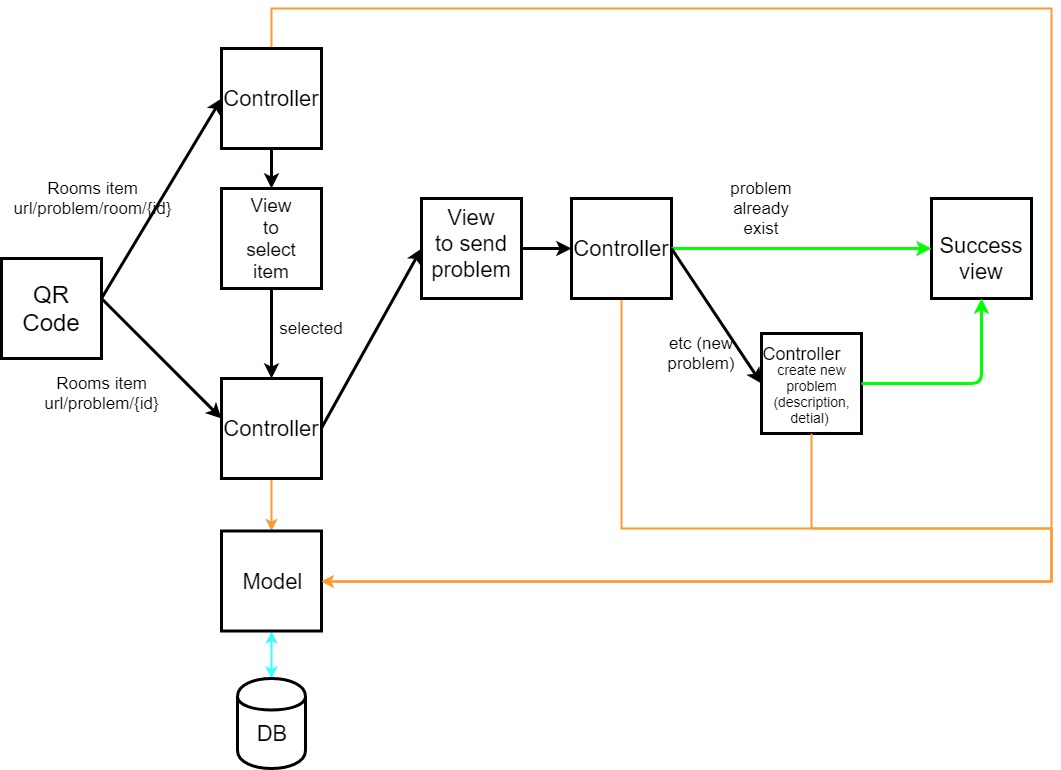 Controller
Rooms item
url/problem/room/{id}
View
to
select
item
QR
Code
selected
Rooms item
url/problem/{id}
Controller
View
to send
problem
Controller
problem
already
exist
Success
view
etc (new
problem)
Controller
create new
problem
(description,
detial)
Model
DB